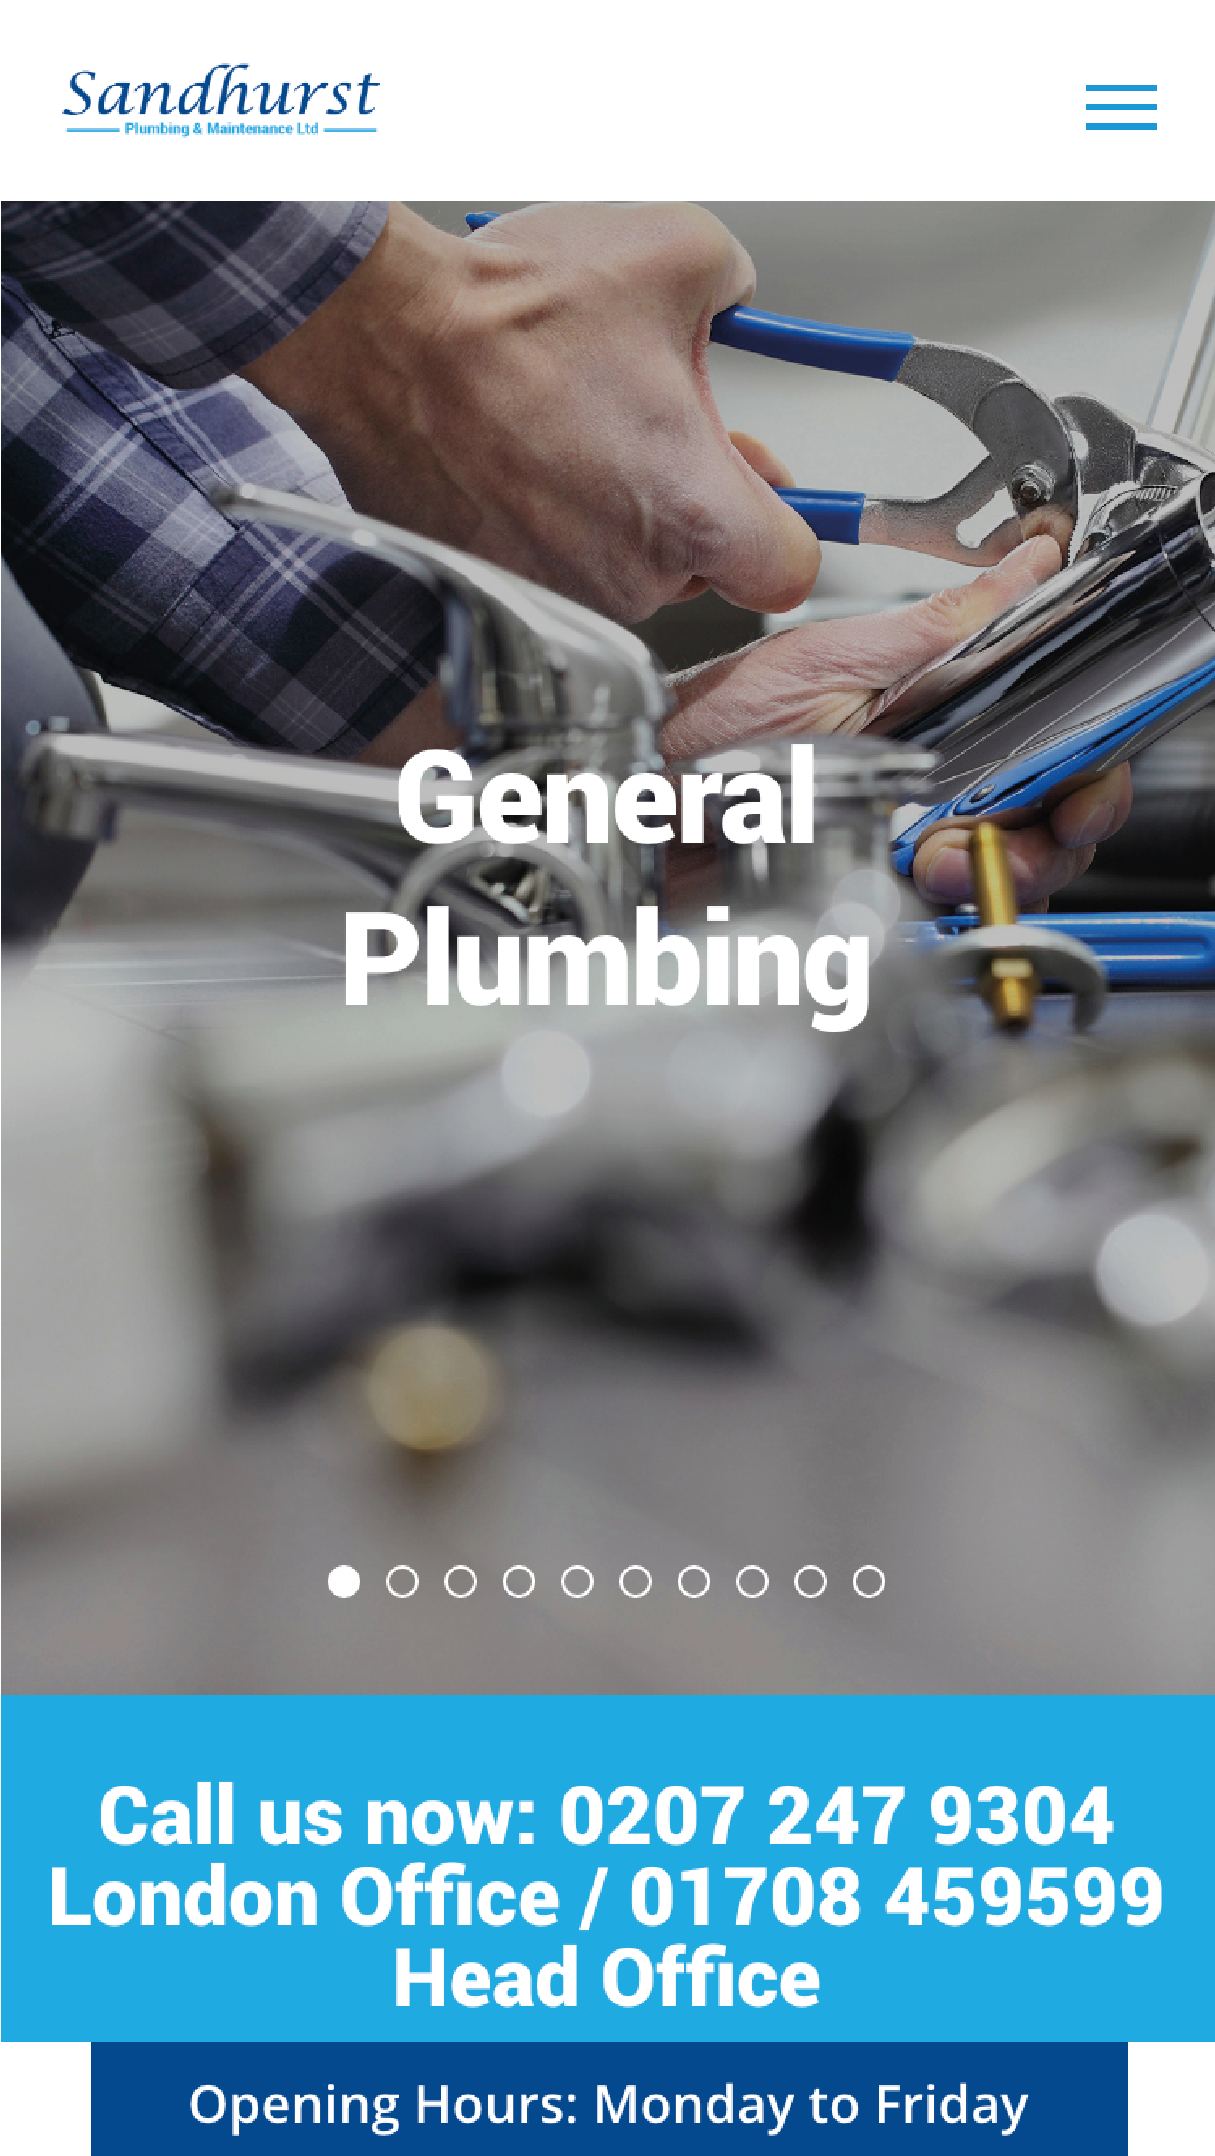 Sandhurst
Plumbing & Maintenance Ltd
General
Plumbing
Call us now: 0207 247 9304
London Office / 01708 459599
Head Office
Opening Hours: Monday to Friday